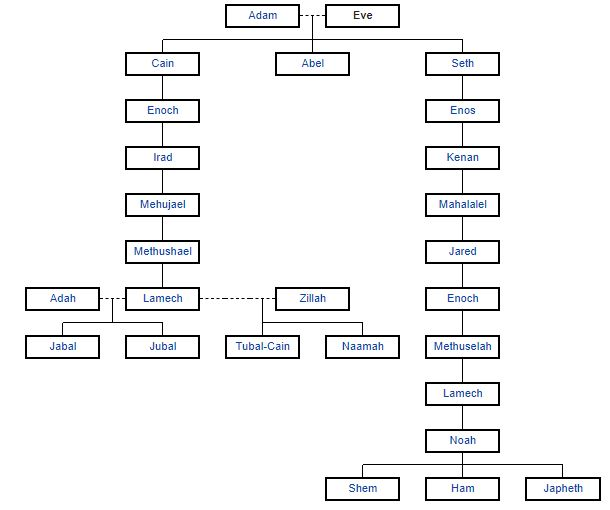 Adam
Eve
Cain
Abel
Seth
Enoch
Enos
Irad
Kenan
Mehujael
Mahalalel
Methushael
Jared
Adah
Lamech
Zillah
Enoch
Jabal
Jubal
Tubal-Cain
Naamah
Methuselah
Lamech
Noah
Shem
Ham
Japheth